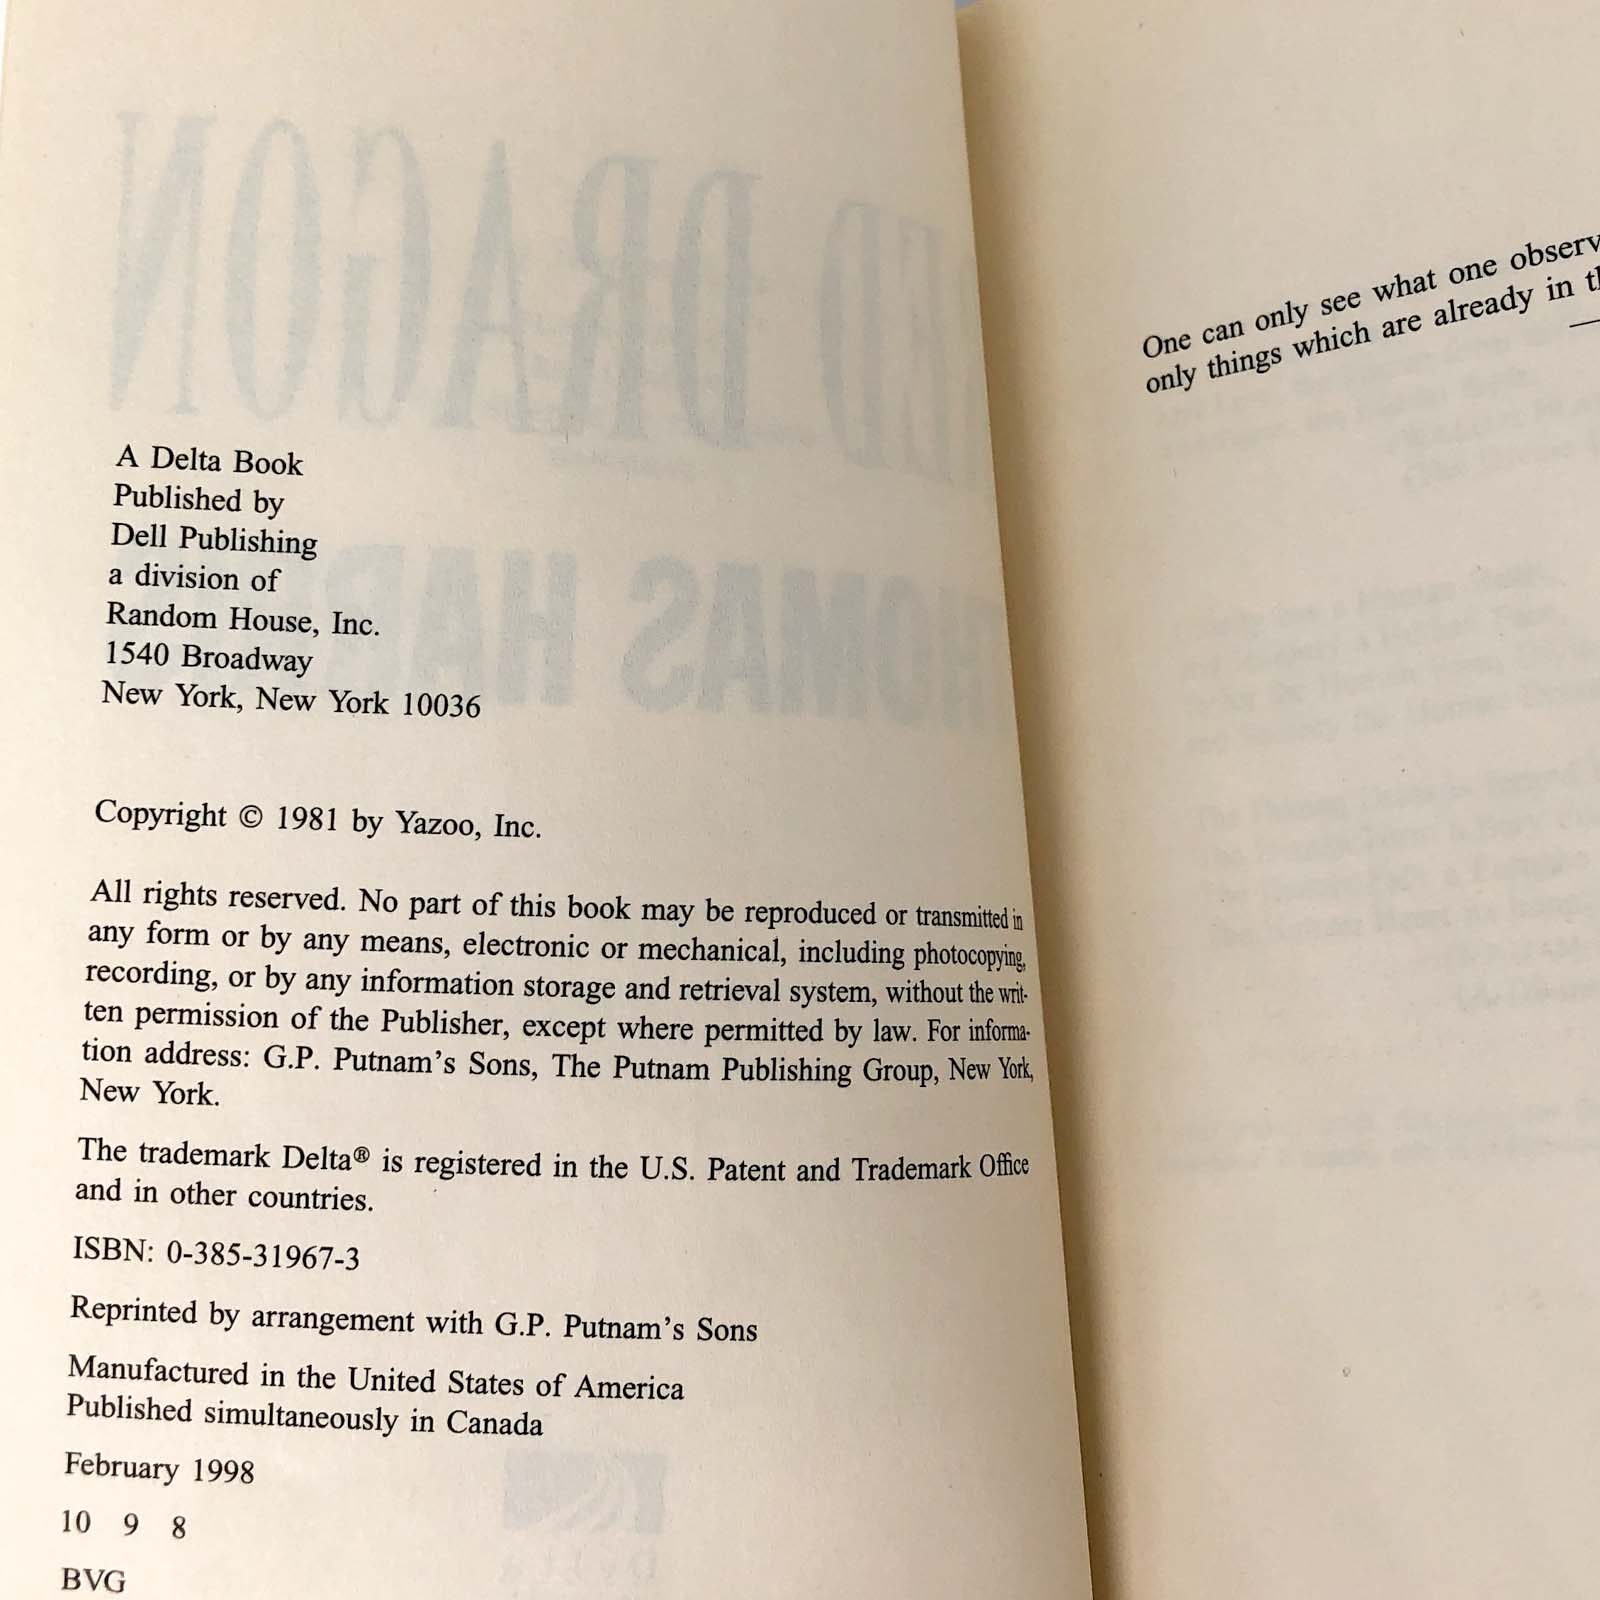 A Delta Book
Published by
Dell Publishing
a division of
Random House, Inc.
1540 Broadway
New York, New York 10036
Copyright © 1981 by Yazoo, Inc.
All rights reserved. No part of this book may be reproduced or transmitted in
any form or by any means, electronic or mechanical, including photocopying,
recording, or by any information storage and retrieval system, without the writ-
ten permission of the Publisher, except where permitted by law. For informa-
tion address: G.P. Putnam's Sons, The Putnam Publishing Group, New York,
New York.
The trademark Delta® is registered in the U.S. Patent and Trademark Office
and in other countries.
ISBN: 0-385-31967-3
Reprinted by arrangement with G.P. Putnam's Sons
Manufactured in the United States of America
Published simultaneously in Canada
February 1998
10 9 8
BVG
One can only see what one observ
only things which are already in th
ED DRAGON
HOMAS HAR